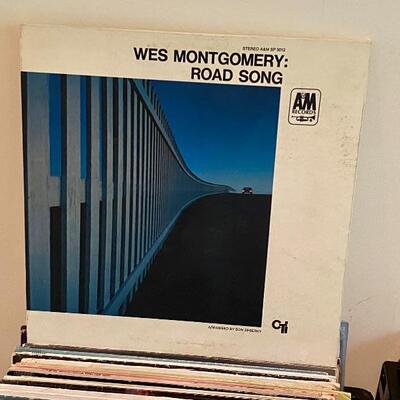 STEREO A&M SP 3012
WES MONTGOMERY:
ROAD SONG
A&M
RECORDS
ARRANGED BY DON SEBESKY
CTi